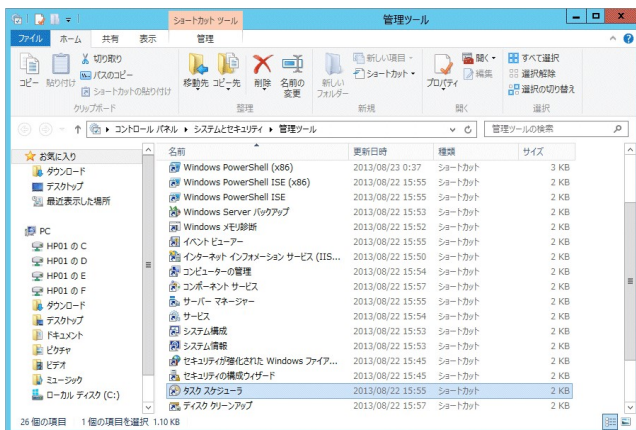 ショートカット ツール
管理ツール
ファイル ホーム 共有 表示 管理
コピー 貼り付け 切り取り パスのコピー ショートカットの貼り付け
クリップボード
移動先 コピー先 削除 名前の変更
整理
新しいフォルダー 新しい項目 ショートカット
新規
プロパティ 開く 編集
開く
すべて選択 選択解除 選択の切り替え
選択
コントロール パネル システムとセキュリティ 管理ツール
管理ツールの検索
お気に入り
ダウンロード
デスクトップ
最近表示した場所
PC
HP01 の C
HP01 の D
HP01 の E
HP01 の F
ダウンロード
デスクトップ
ドキュメント
ピクチャ
ビデオ
ミュージック
ローカル ディスク (C:)
名前 更新日時 種類 サイズ
Windows PowerShell (x86) 2013/08/23 0:37 ショートカット 3 KB
Windows PowerShell ISE (x86) 2013/08/22 15:55 ショートカット 2 KB
Windows PowerShell ISE 2013/08/22 15:55 ショートカット 2 KB
Windows Server バックアップ 2013/08/22 15:53 ショートカット 2 KB
Windows メモリ診断 2013/08/22 15:52 ショートカット 2 KB
イベント ビューアー 2013/08/22 15:55 ショートカット 2 KB
インターネット インフォメーション サービス (IIS... 2013/08/22 15:50 ショートカット 2 KB
コンピューターの管理 2013/08/22 15:54 ショートカット 2 KB
コンポーネント サービス 2013/08/22 15:57 ショートカット 2 KB
サーバー マネージャー 2013/08/22 15:55 ショートカット 2 KB
サービス 2013/08/22 15:54 ショートカット 2 KB
システム構成 2013/08/22 15:53 ショートカット 2 KB
システム情報 2013/08/22 15:53 ショートカット 2 KB
セキュリティが強化された Windows ファイア... 2013/08/22 15:45 ショートカット 2 KB
セキュリティの構成ウィザード 2013/08/22 15:45 ショートカット 2 KB
タスク スケジューラ 2013/08/22 15:55 ショートカット 2 KB
ディスク クリーンアップ 2013/08/22 15:57 ショートカット 2 KB
26 個の項目 1 個の項目を選択 1.10 KB